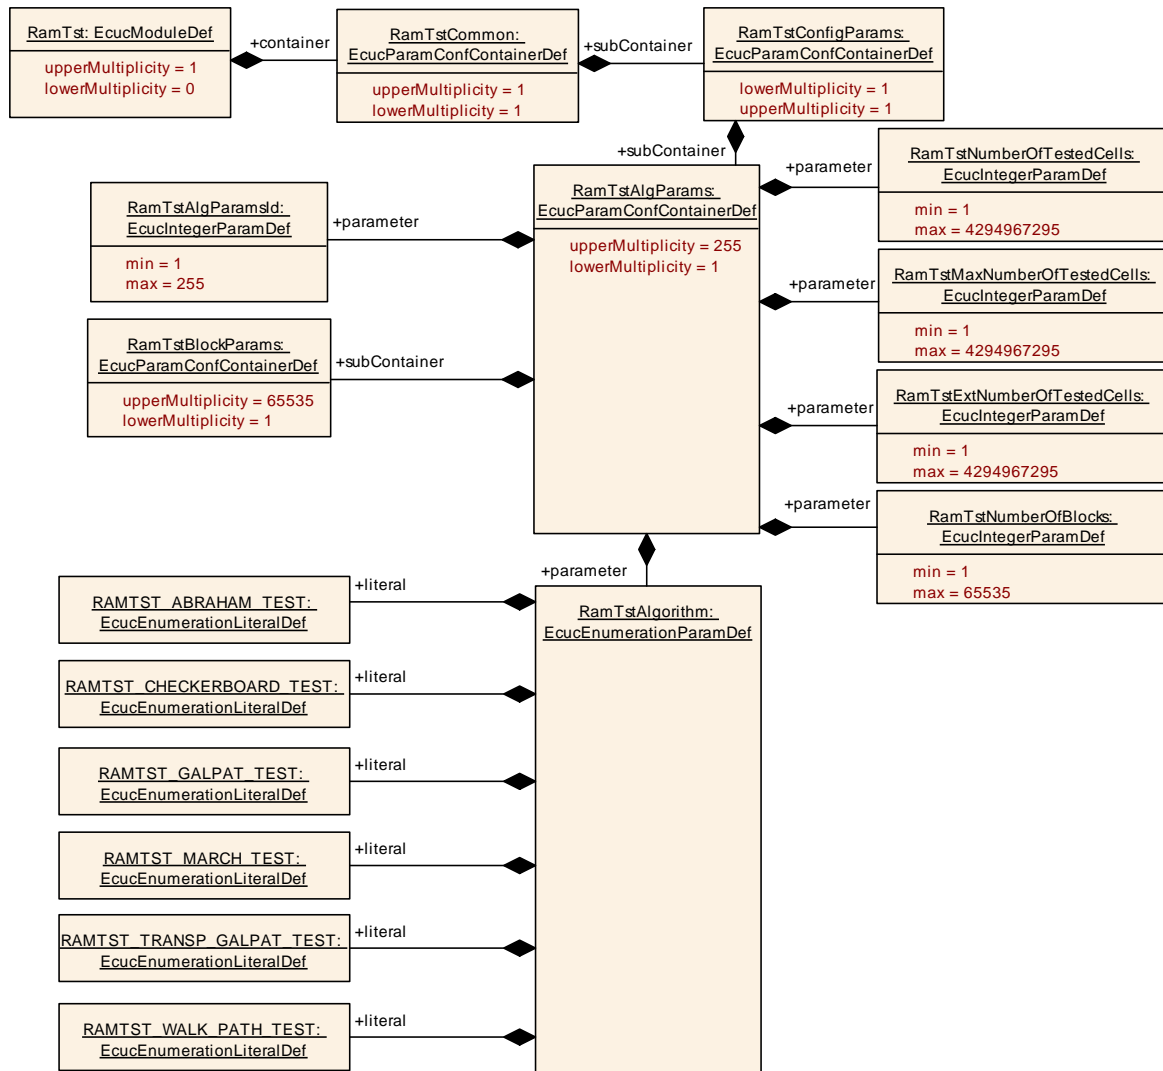 RamTst: EcucModuleDef
upperMultiplicity = 1
lowerMultiplicity = 0
+container
RamTstCommon:
EcucParamConfContainerDef
upperMultiplicity = 1
lowerMultiplicity = 1
+subContainer
RamTstConfigParams:
EcucParamConfContainerDef
lowerMultiplicity = 1
upperMultiplicity = 1
+subContainer
RamTstAlgParams:
EcucParamConfContainerDef
upperMultiplicity = 255
lowerMultiplicity = 1
RamTstAlgParamsId:
EcucIntegerParamDef
min = 1
max = 255
+parameter
RamTstBlockParams:
EcucParamConfContainerDef
upperMultiplicity = 65535
lowerMultiplicity = 1
+subContainer
+parameter
RamTstNumberOfTestedCells:
EcucIntegerParamDef
min = 1
max = 4294967295
+parameter
RamTstMaxNumberOfTestedCells:
EcucIntegerParamDef
min = 1
max = 4294967295
+parameter
RamTstExtNumberOfTestedCells:
EcucIntegerParamDef
min = 1
max = 4294967295
+parameter
RamTstNumberOfBlocks:
EcucIntegerParamDef
min = 1
max = 65535
+parameter
RamTstAlgorithm:
EcucEnumerationParamDef
RAMTST_ABRAHAM_TEST:
EcucEnumerationLiteralDef
+literal
RAMTST_CHECKERBOARD_TEST:
EcucEnumerationLiteralDef
+literal
RAMTST_GALPAT_TEST:
EcucEnumerationLiteralDef
+literal
RAMTST_MARCH_TEST:
EcucEnumerationLiteralDef
+literal
RAMTST_TRANSP_GALPAT_TEST:
EcucEnumerationLiteralDef
+literal
RAMTST_WALK_PATH_TEST:
EcucEnumerationLiteralDef
+literal